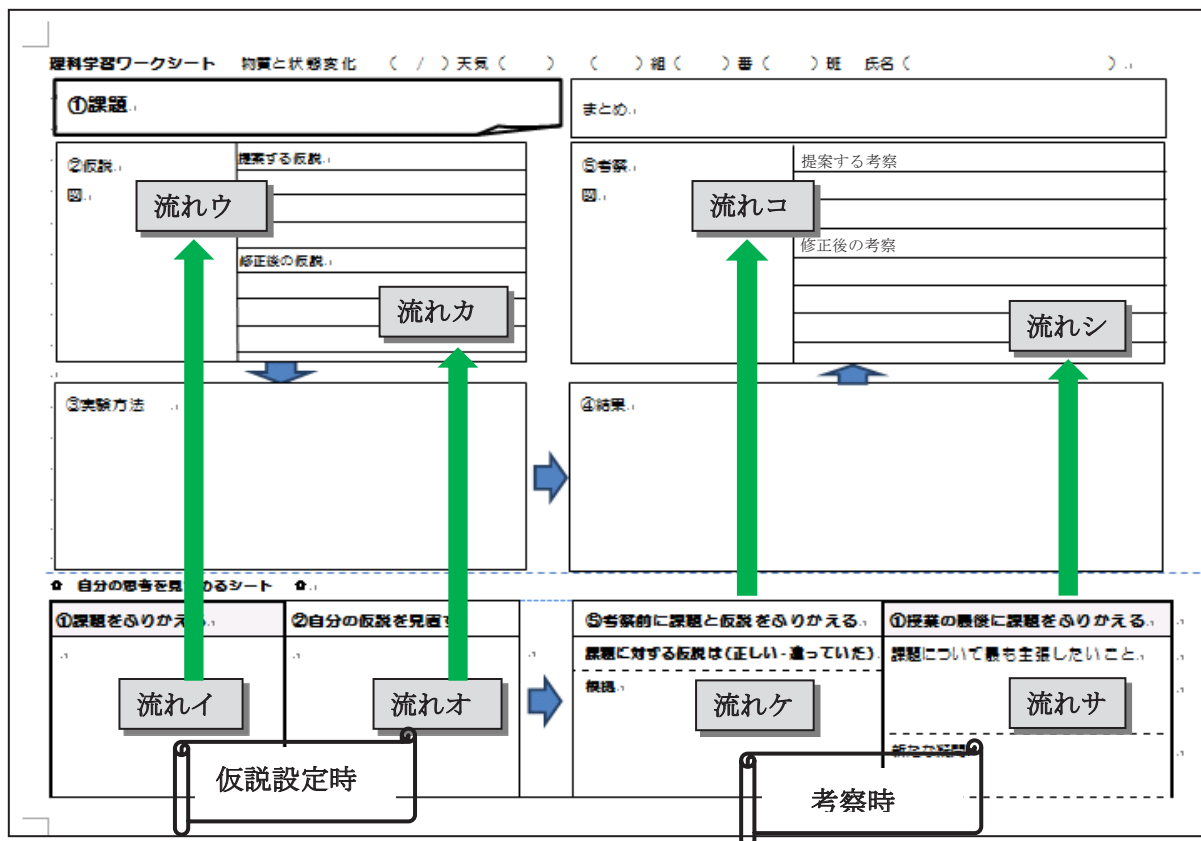 理科学習ワークシート 物質と状態変化 ( / )天気( ) ( )組( )番( )班 氏名( )
①課題
まとめ
②仮説
図
提案する仮説
流れウ
修正後の仮説
流れカ
⑤考察
図
提案する考察
流れコ
修正後の考察
流れシ
③実験方法
④結果
自分の思考を見つめるシート
①課題をふりかえる
②自分の仮説を見直す
⑤考察前に課題と仮説をふりかえる
①授業の最後に課題をふりかえる
課題に対する仮説は(正しい-違っていた)
課題について最も主張したいこと
根拠
流れイ
流れオ
流れケ
流れサ
新たな疑問
仮説設定時
考察時